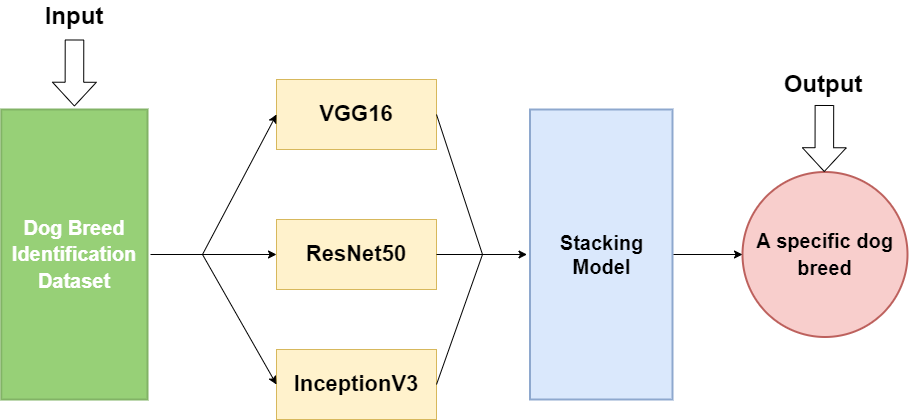 Input
Output
VGG16
Dog Breed
Identification
Dataset
ResNet50
Stacking
Model
A specific dog
breed
InceptionV3